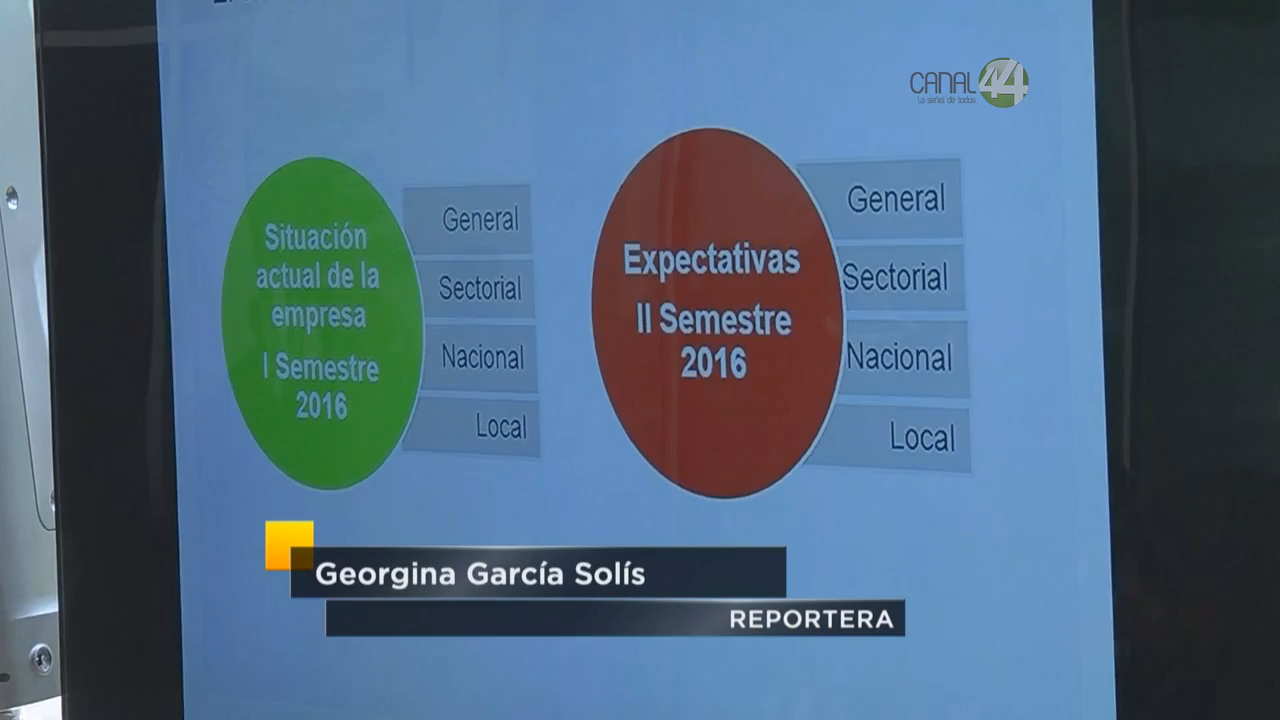 CANAL 44
La señal de todos
Situación
actual de la
empresa
I Semestre
2016
General
Sectorial
Nacional
Local
Expectativas
II Semestre
2016
General
Sectorial
Nacional
Local
Georgina García Solís
REPORTERA